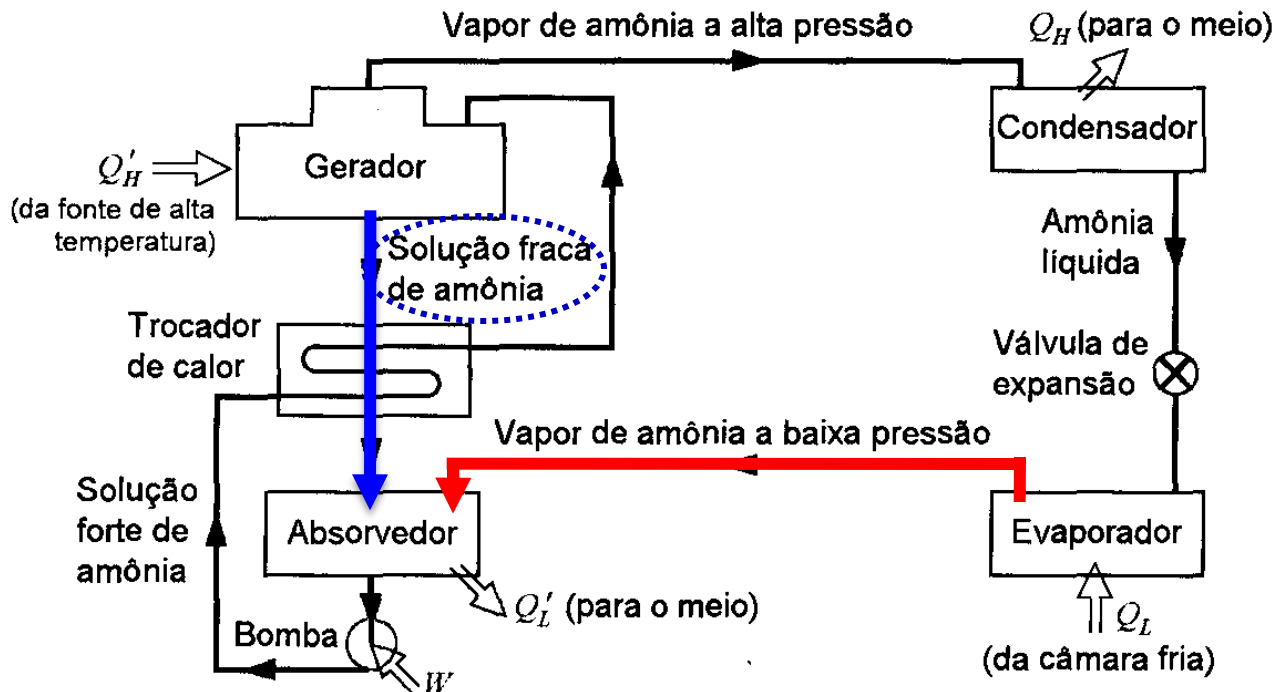 Vapor de amônia a alta pressão
Q_H (para o meio)
Condensador
Gerador
Q'_H
(da fonte de alta
temperatura)
Solução fraca
de amônia
Amônia
líquida
Trocador
de calor
Válvula de
expansão
Vapor de amônia a baixa pressão
Solução
forte de
amônia
Absorvedor
Evaporador
Q'_L (para o meio)
Q_L
(da câmara fria)
Bomba
W